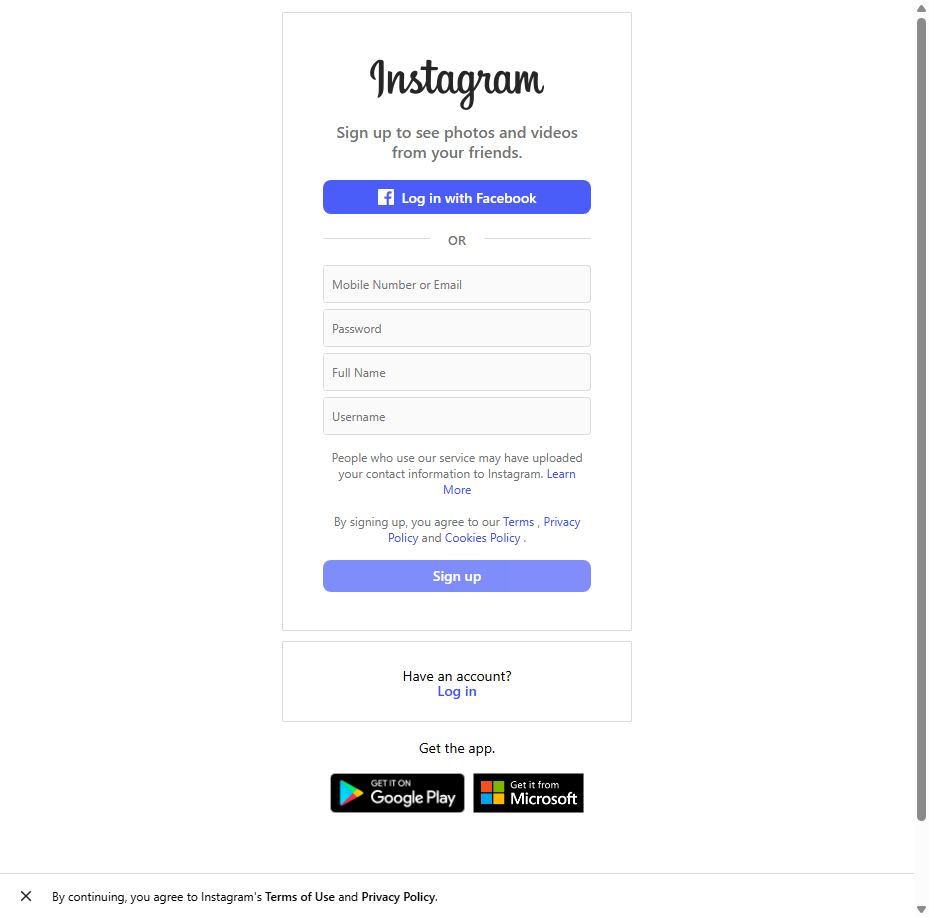 Instagram
Sign up to see photos and videos
from your friends.
Log in with Facebook
OR
Mobile Number or Email
Password
Full Name
Username
People who use our service may have uploaded
your contact information to Instagram. Learn
More
By signing up, you agree to our Terms , Privacy
Policy and Cookies Policy .
Sign up
Have an account?
Log in
Get the app.
GET IT ON
Google Play
Get it from
Microsoft
By continuing, you agree to Instagram's Terms of Use and Privacy Policy.